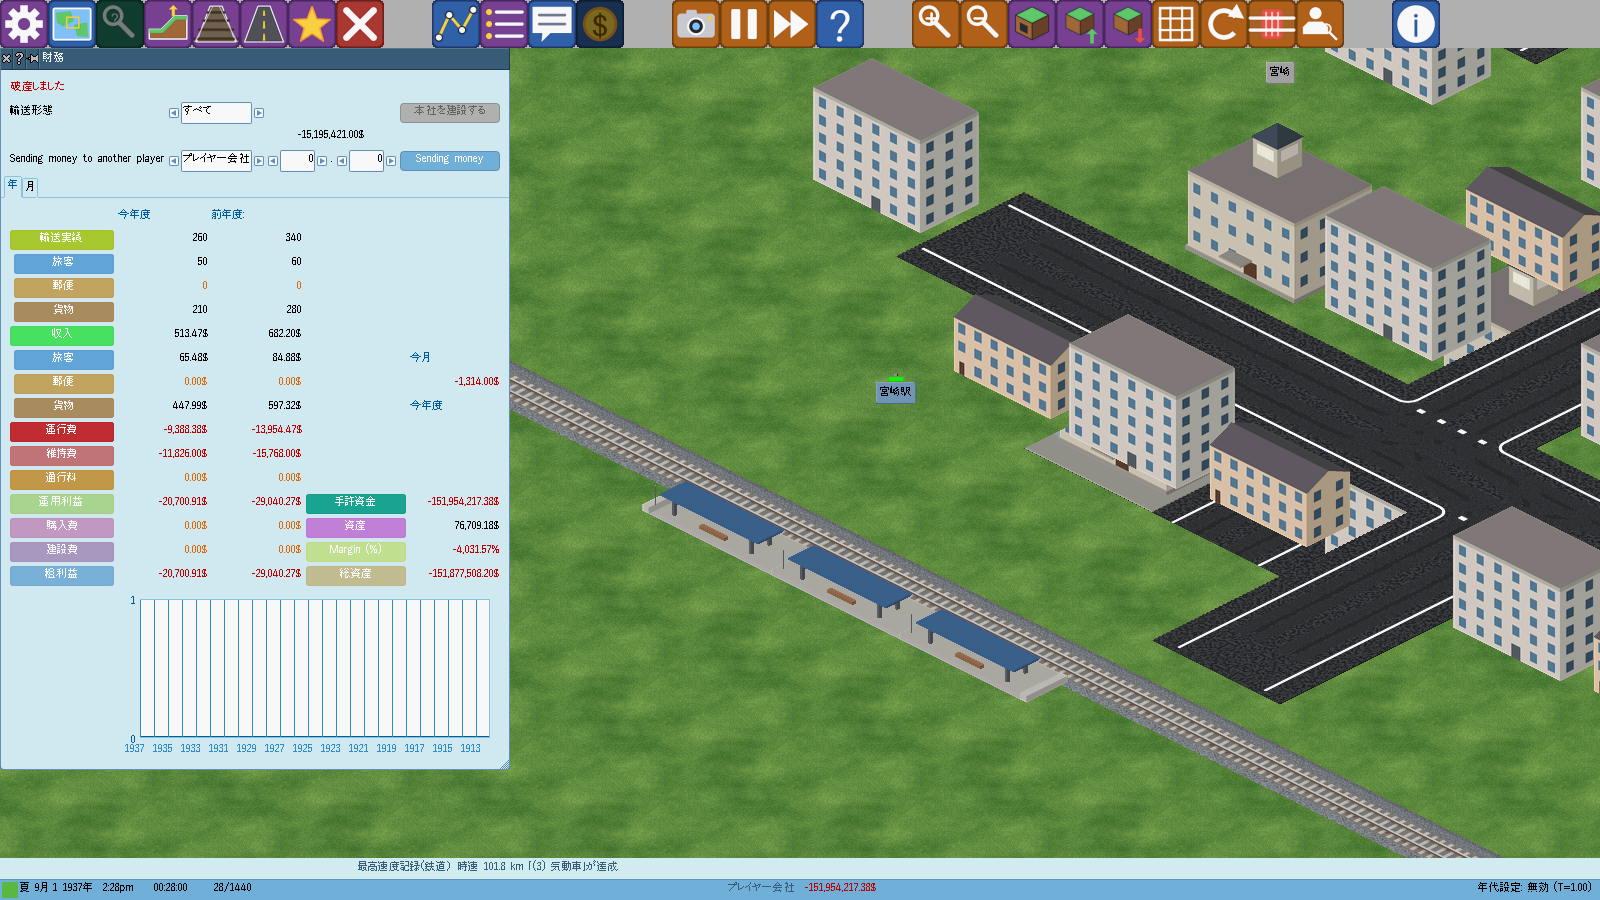 財務
破産しました
輸送形態 すべて 本社を建設する
-15,195,421.00$
Sending money to another player プレイヤー会社 0 . 0 Sending money
年 月
今年度 前年度:
輸送実績 260 340
旅客 50 60
郵便 0 0
貨物 210 280
収入 513.47$ 682.20$
旅客 65.48$ 84.88$ 今月
郵便 0.00$ 0.00$ -1,314.00$
貨物 447.99$ 597.32$ 今年度
運行費 -9,388.38$ -13,954.47$
維持費 -11,826.00$ -15,768.00$
通行料 0.00$ 0.00$
運用利益 -20,700.91$ -29,040.27$ 手許資金 -151,954,217.38$
購入費 0.00$ 0.00$ 資産 76,709.18$
建設費 0.00$ 0.00$ Margin (%) -4,031.57%
粗利益 -20,700.91$ -29,040.27$ 総資産 -151,877,508.20$
1
0
1937 1935 1933 1931 1929 1927 1925 1923 1921 1919 1917 1915 1913
宮崎
宮崎駅
最高速度記録(鉄道) 時速 101.8 km 「(3) 気動車」が達成
夏 9月 1 1937年 2:28pm 00:28:00 28/1440 プレイヤー会社 -151,954,217.38$ 年代設定: 無効 (T=1.00)